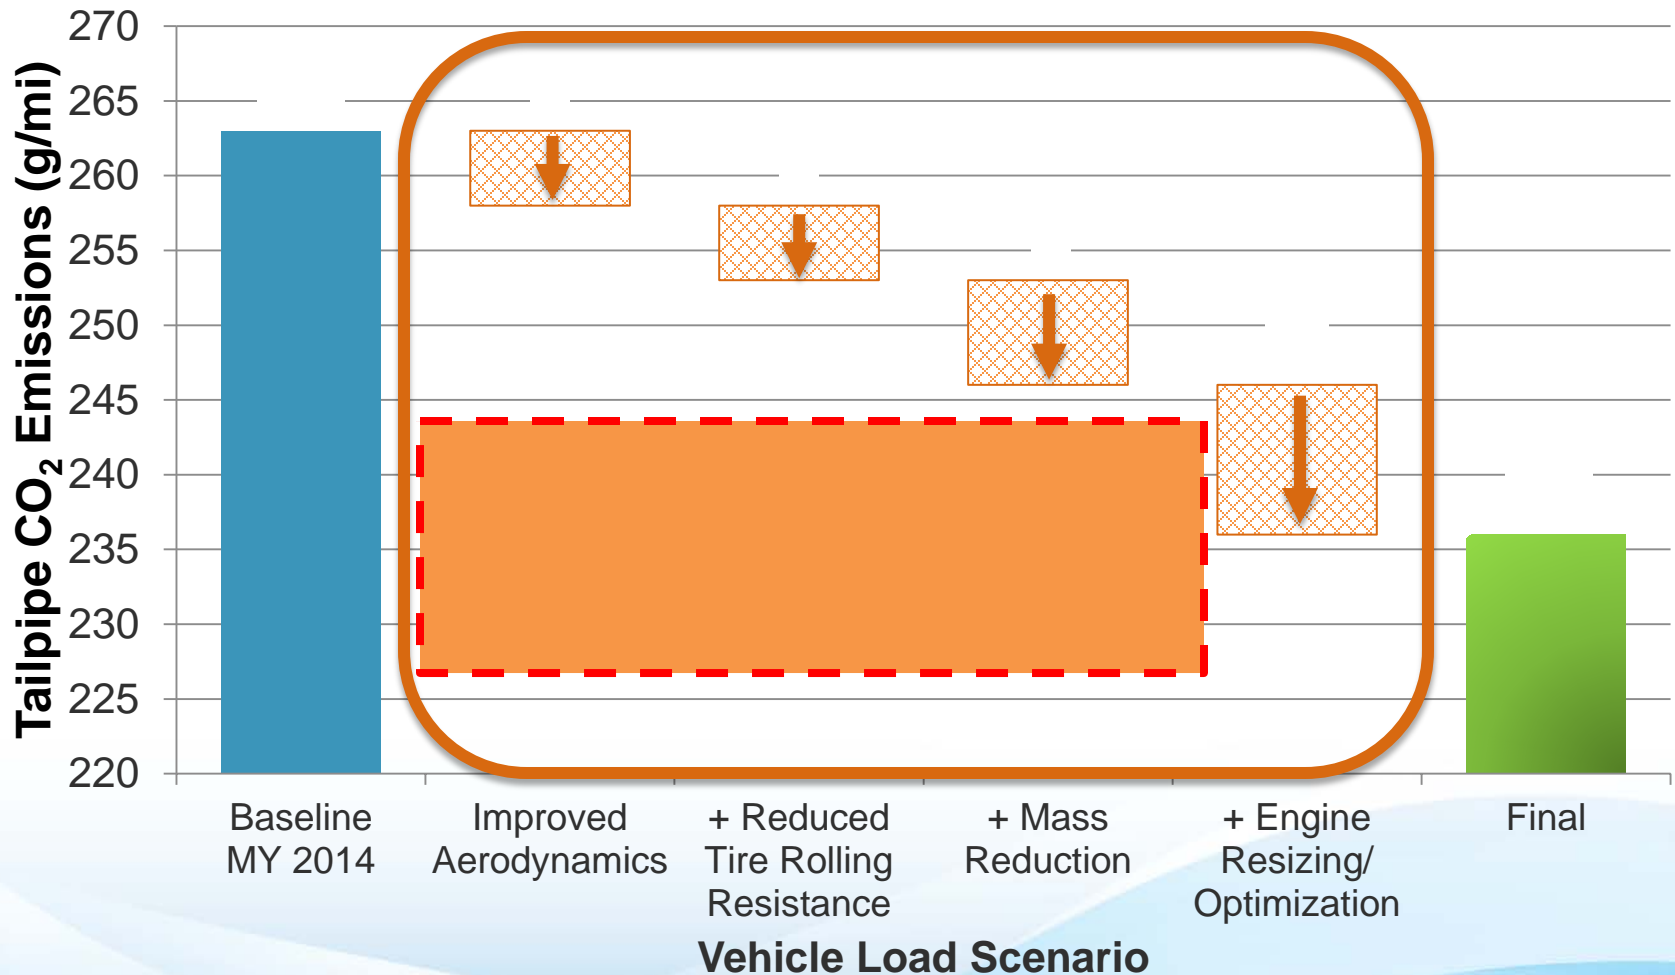 270
265
260
255
250
245
240
235
230
225
220
Tailpipe CO₂ Emissions (g/mi)
Baseline
MY 2014
Improved
Aerodynamics
+ Reduced
Tire Rolling
Resistance
+ Mass
Reduction
+ Engine
Resizing/
Optimization
Final
Vehicle Load Scenario